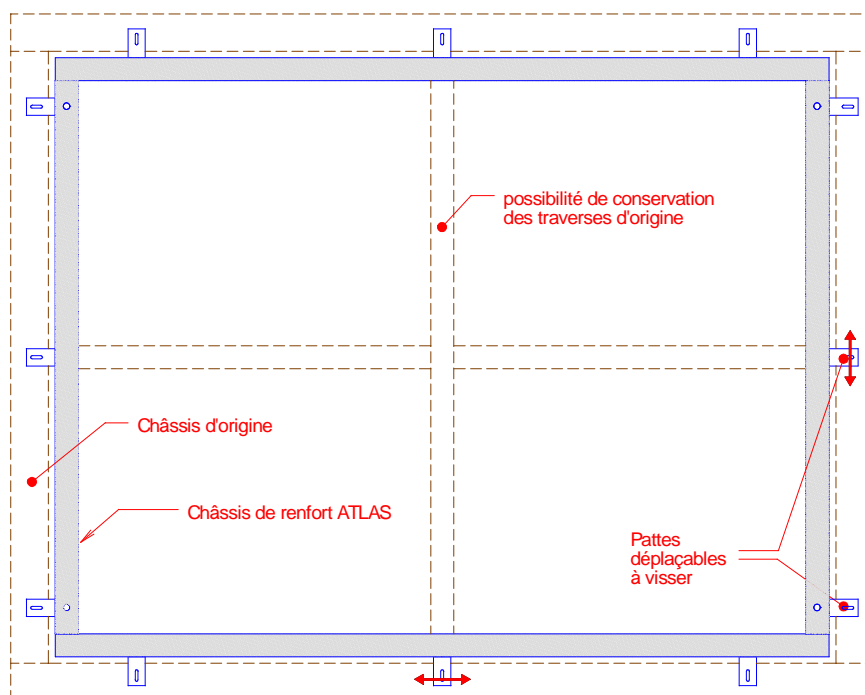 possibilité de conservation
des traverses d'origine
Châssis d'origine
Châssis de renfort ATLAS
Pattes
déplaçables
à visser